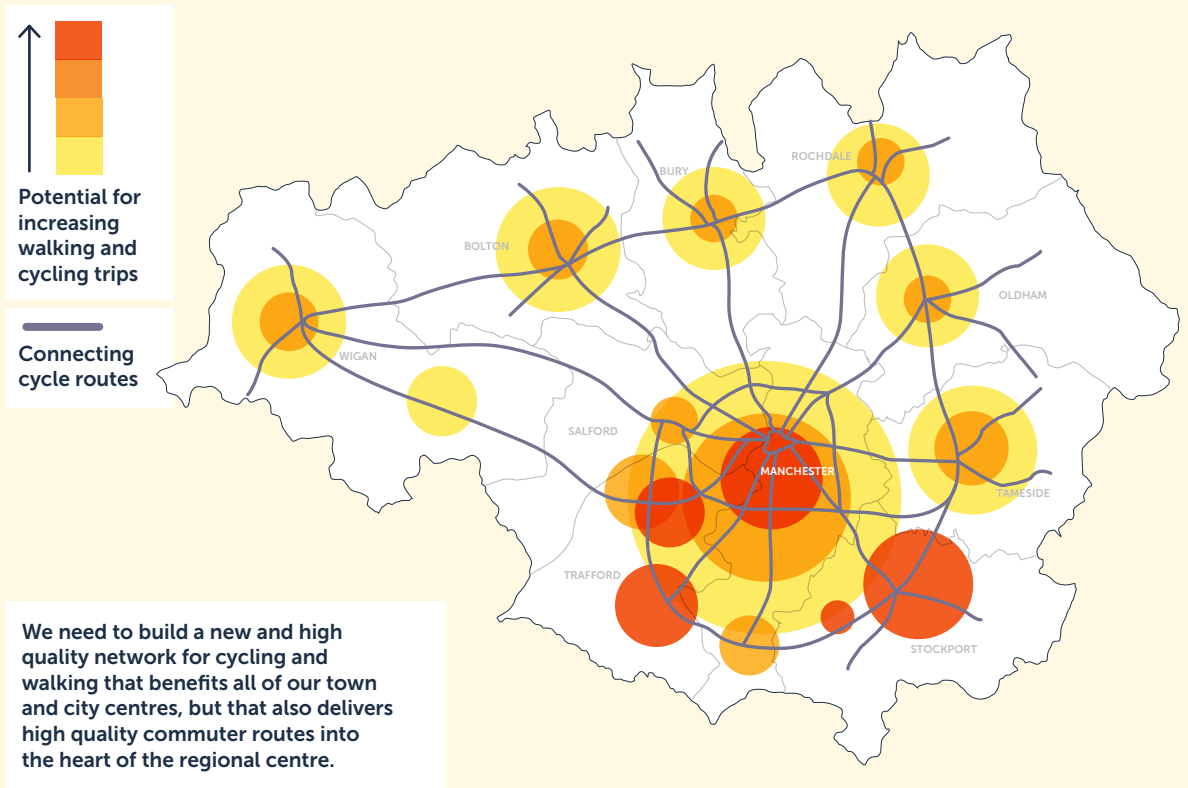 Potential for
increasing
walking and
cycling trips
Connecting
cycle routes
ROCHDALE
BURY
BOLTON
OLDHAM
WIGAN
SALFORD
MANCHESTER
TAMESIDE
TRAFFORD
STOCKPORT
We need to build a new and high
quality network for cycling and
walking that benefits all of our town
and city centres, but that also delivers
high quality commuter routes into
the heart of the regional centre.